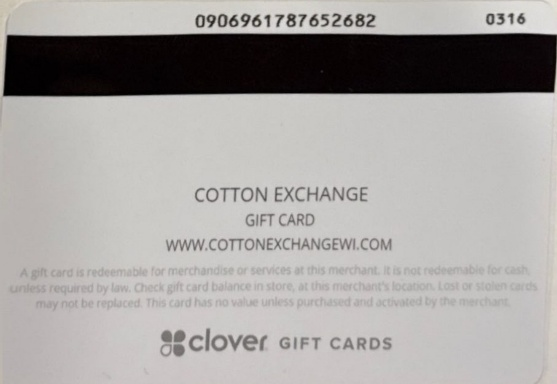 0906961787652682 0316
COTTON EXCHANGE
GIFT CARD
WWW.COTTONEXCHANGEWI.COM
A gift card is redeemable for merchandise or services at this merchant. It is not redeemable for cash,
unless required by law. Check gift card balance in store, at this merchant's location. Lost or stolen cards
may not be replaced. This card has no value unless purchased and activated by the merchant.
clover GIFT CARDS